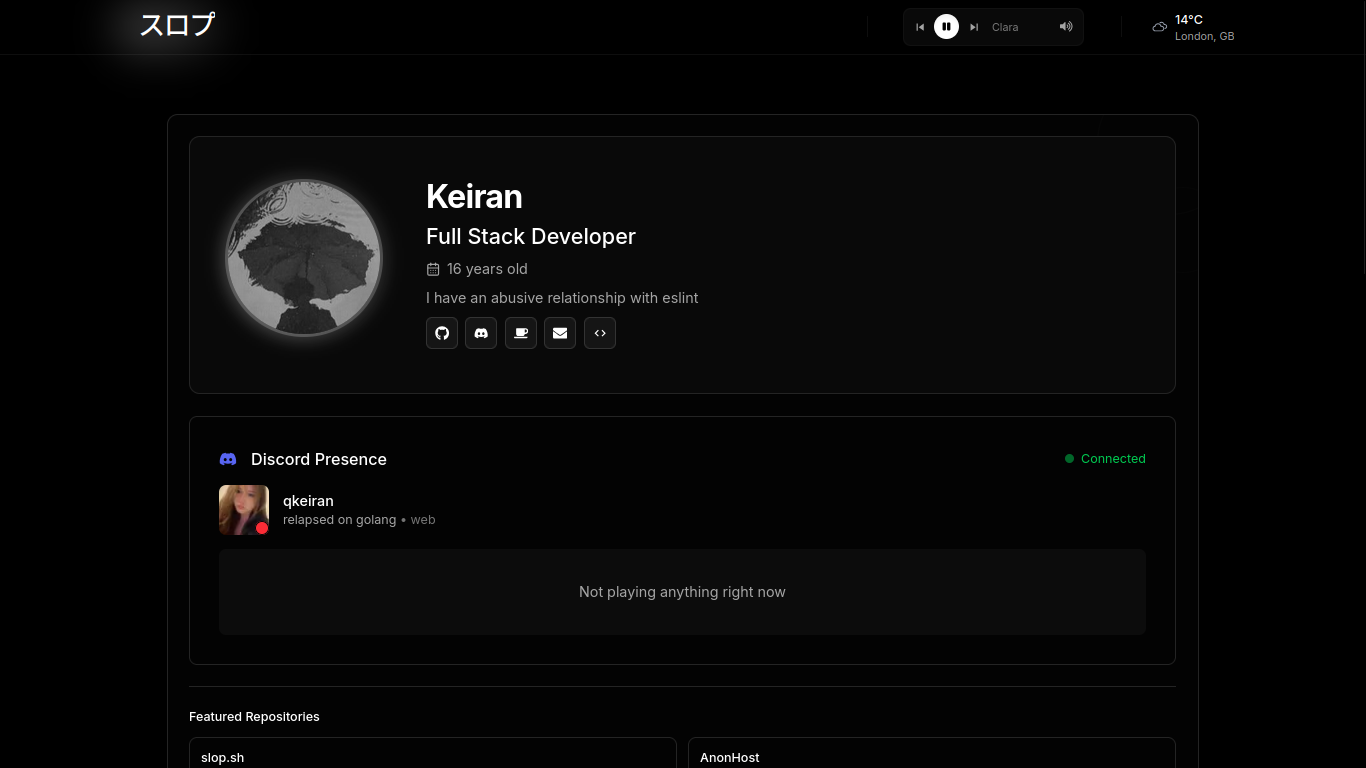 スロプ
Clara
14°C
London, GB
Keiran
Full Stack Developer
16 years old
I have an abusive relationship with eslint
Discord Presence
Connected
qkeiran
relapsed on golang • web
Not playing anything right now
Featured Repositories
slop.sh
AnonHost